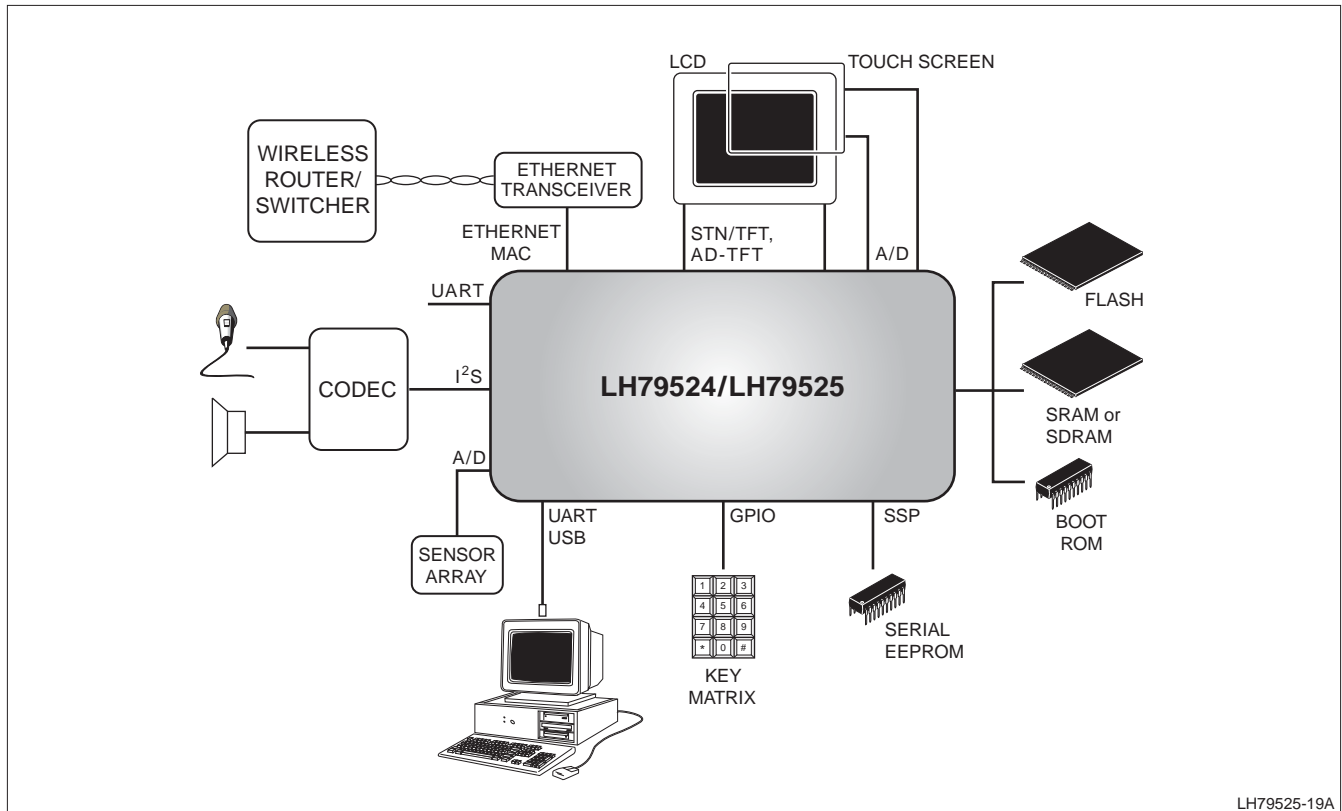 LCD
TOUCH SCREEN
WIRELESS
ROUTER/
SWITCHER
ETHERNET
TRANSCEIVER
ETHERNET
MAC
STN/TFT,
AD-TFT
A/D
UART
FLASH
CODEC
I²S
LH79524/LH79525
SRAM or
SDRAM
A/D
SENSOR
ARRAY
UART
USB
GPIO
SSP
BOOT
ROM
1 2 3
4 5 6
7 8 9
* 0 #
KEY
MATRIX
SERIAL
EEPROM
LH79525-19A